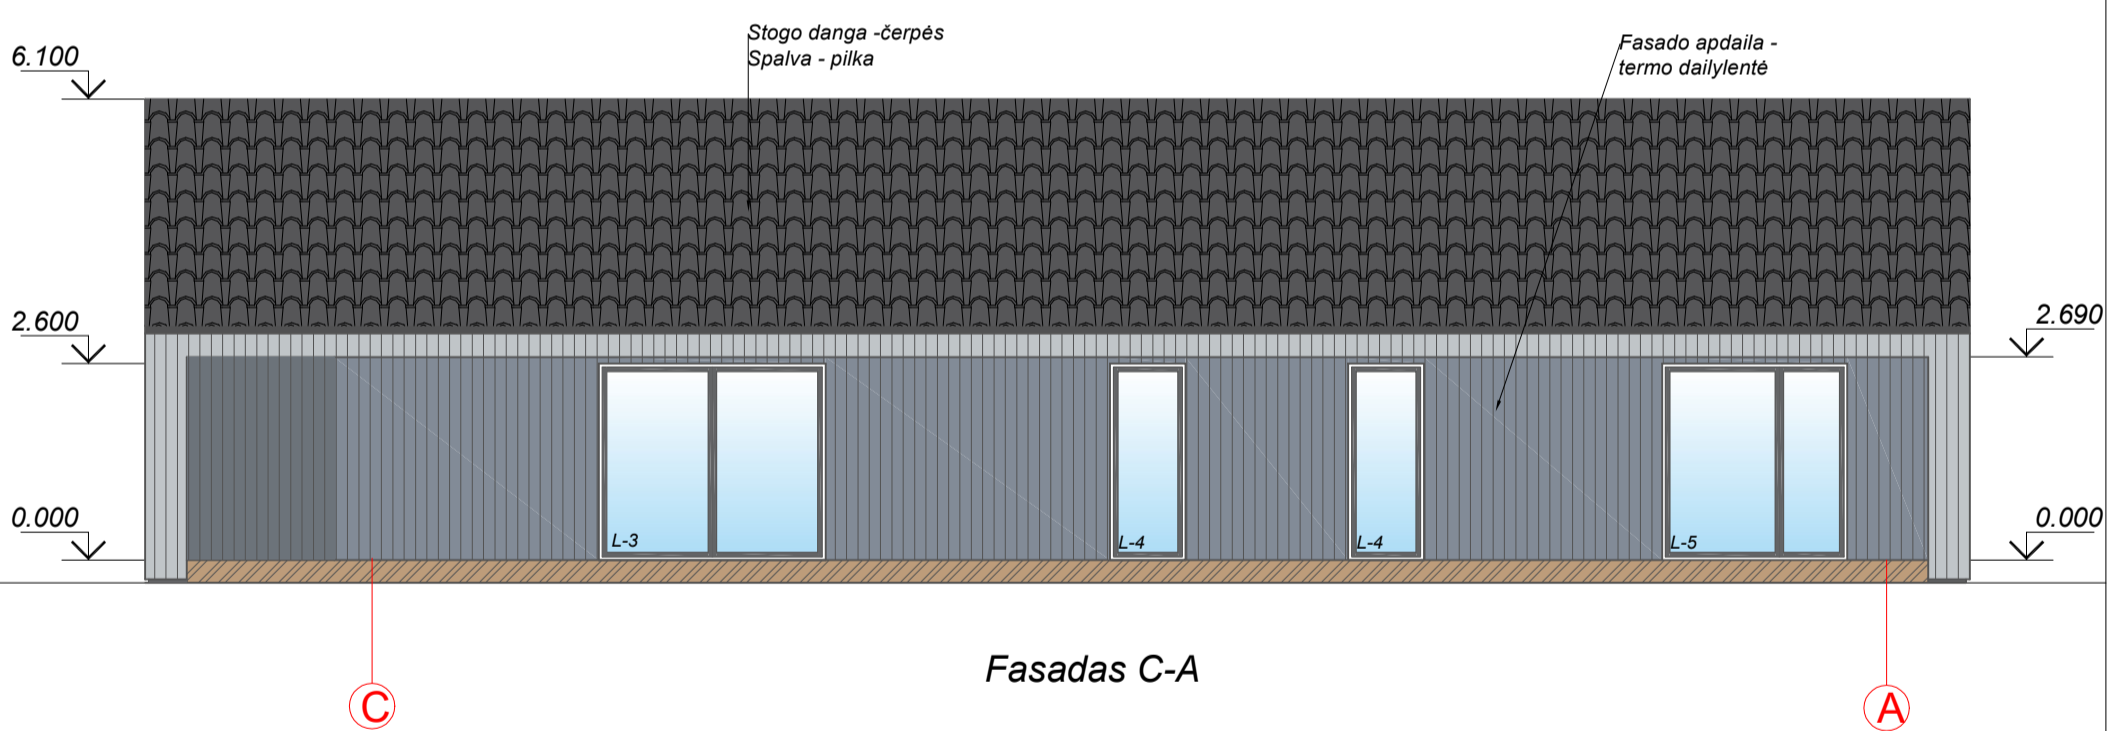 Stogo danga -čerpės
Spalva - pilka
Fasado apdaila -
termo dailylentė
6.100
2.600
2.690
0.000
0.000
L-3
L-4
L-4
L-5
Fasadas C-A
C
A